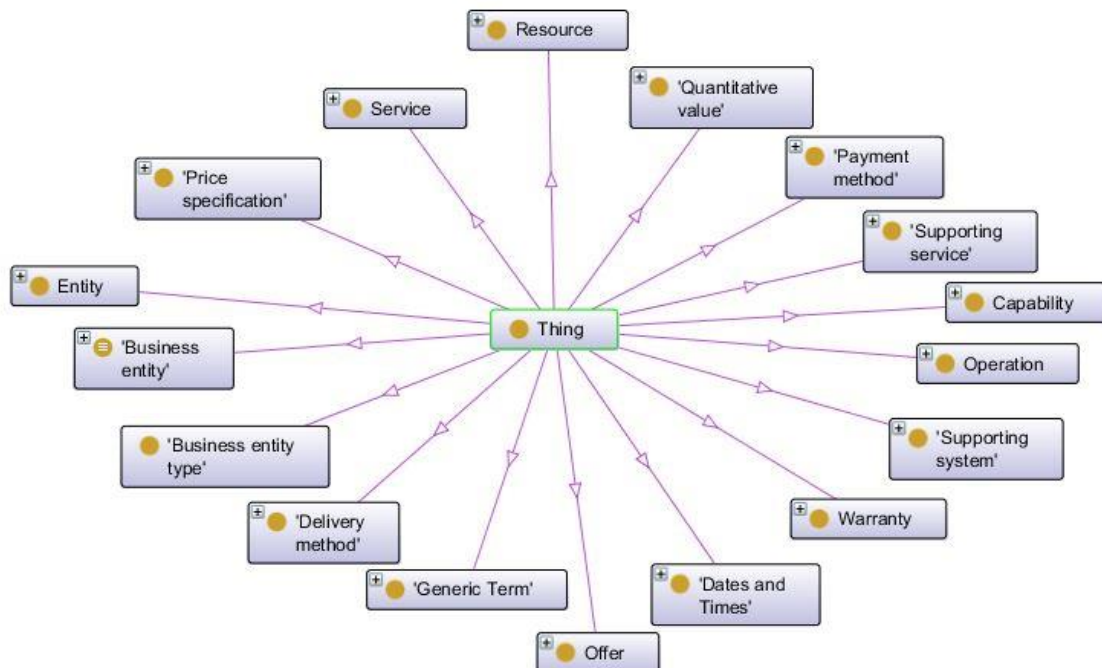 Resource
'Quantitative
value'
Service
'Payment
method'
'Price
specification'
'Supporting
service'
Entity
Capability
Thing
'Business
entity'
Operation
'Business entity
type'
'Supporting
system'
'Delivery
method'
Warranty
'Generic Term'
'Dates and
Times'
Offer